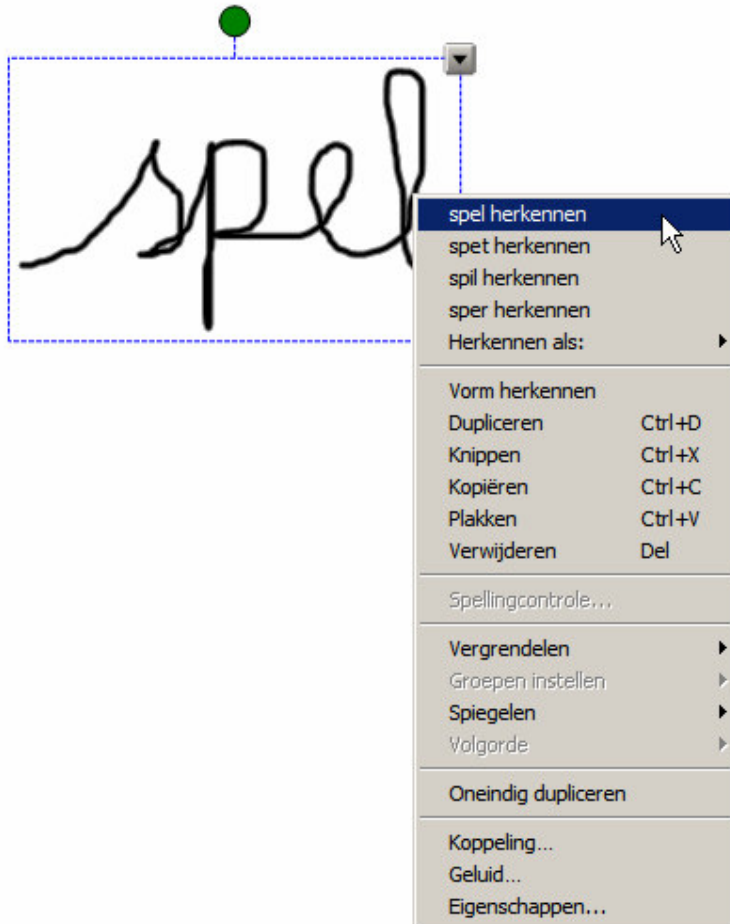 spel
spel herkennen
spet herkennen
spil herkennen
sper herkennen
Herkennen als:
Vorm herkennen
Dupliceren Ctrl+D
Knippen Ctrl+X
Kopiëren Ctrl+C
Plakken Ctrl+V
Verwijderen Del
Spellingcontrole...
Vergrendelen
Groepen instellen
Spiegelen
Volgorde
Oneindig dupliceren
Koppeling...
Geluid...
Eigenschappen...